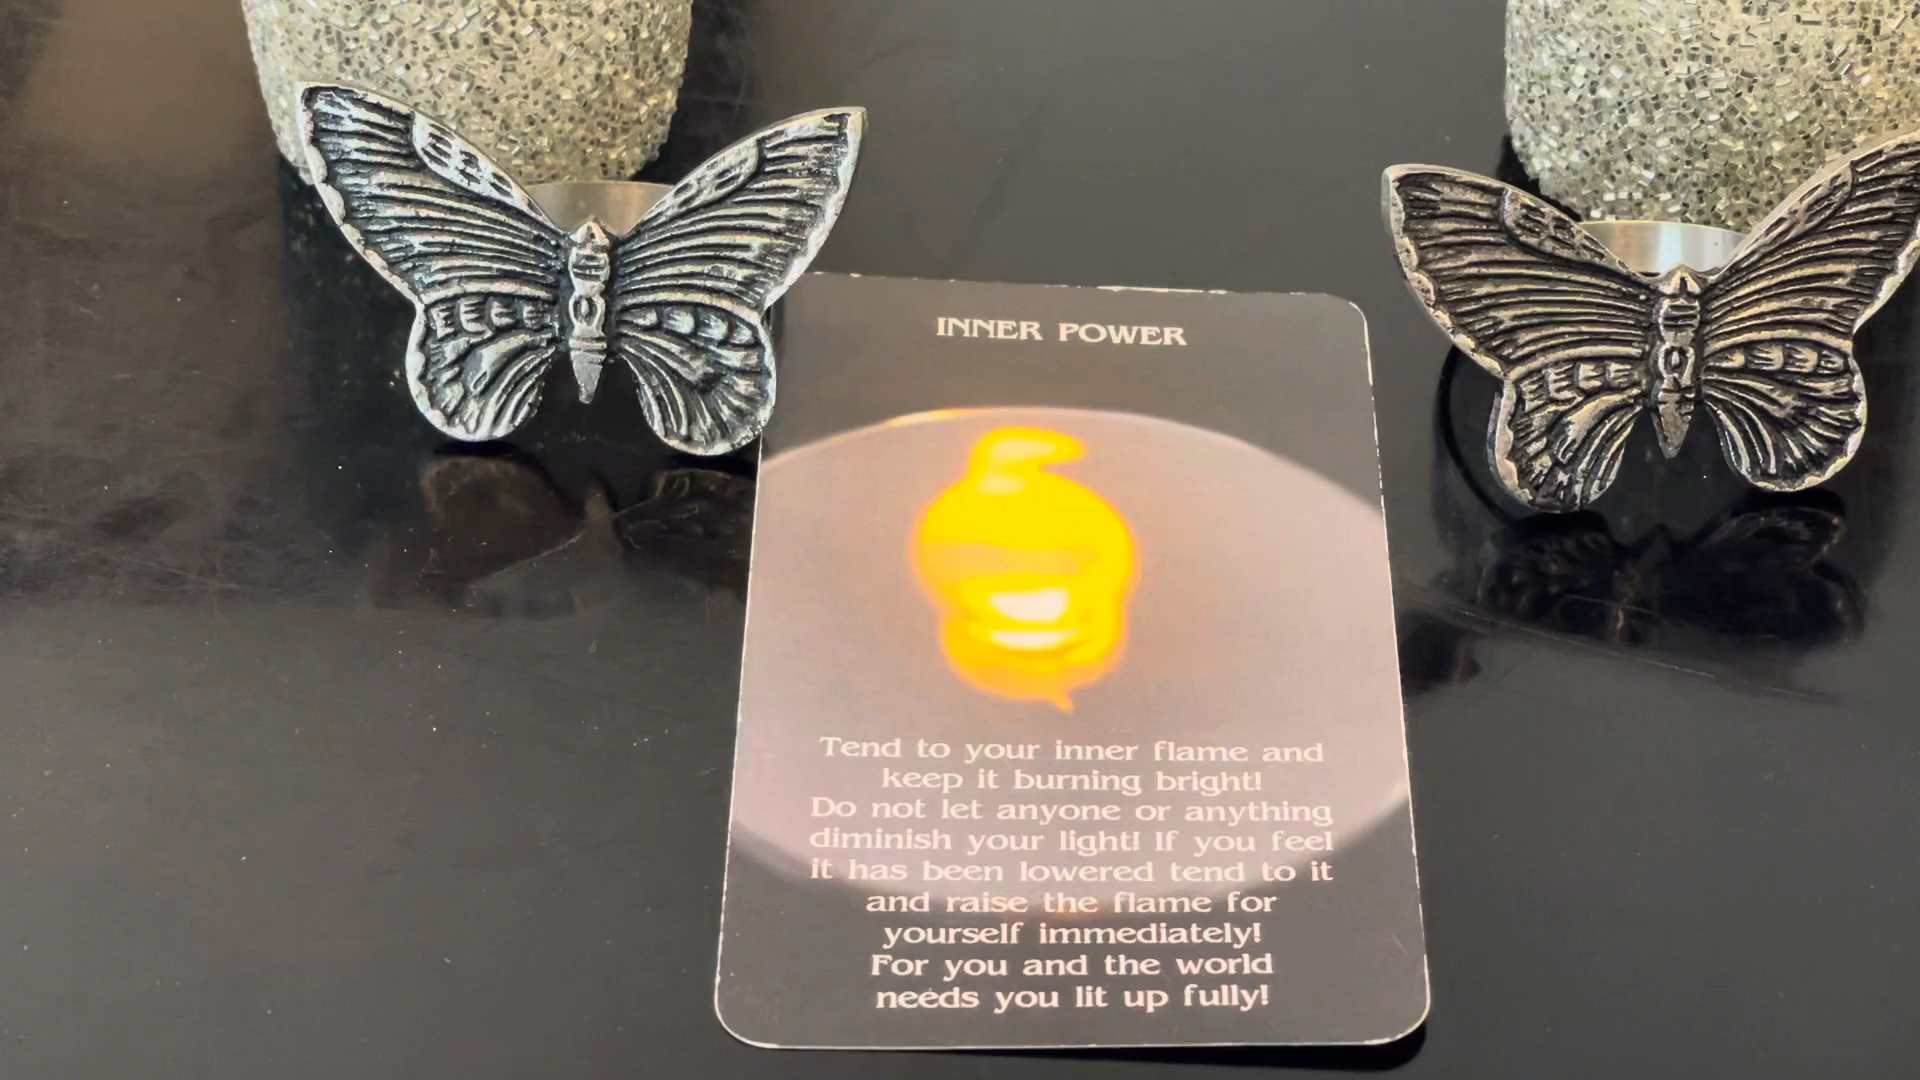 INNER POWER
Tend to your inner flame and
keep it burning bright!
Do not let anyone or anything
diminish your light! If you feel
it has been lowered tend to it
and raise the flame for
yourself immediately!
For you and the world
needs you lit up fully!